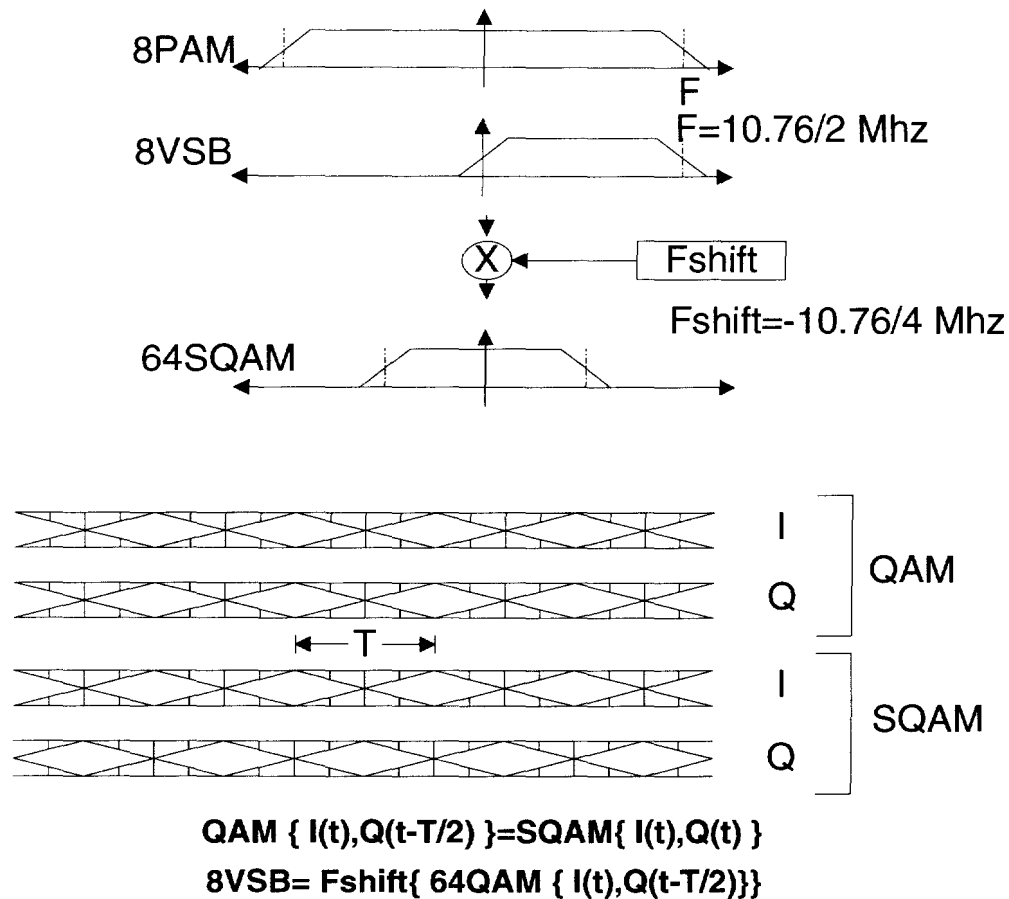 8PAM
F
F=10.76/2 Mhz
8VSB
X
Fshift
Fshift=-10.76/4 Mhz
64SQAM
I
QAM
Q
T
I
SQAM
Q
QAM { I(t),Q(t-T/2) }=SQAM{ I(t),Q(t) }
8VSB= Fshift{ 64QAM { I(t),Q(t-T/2)}}